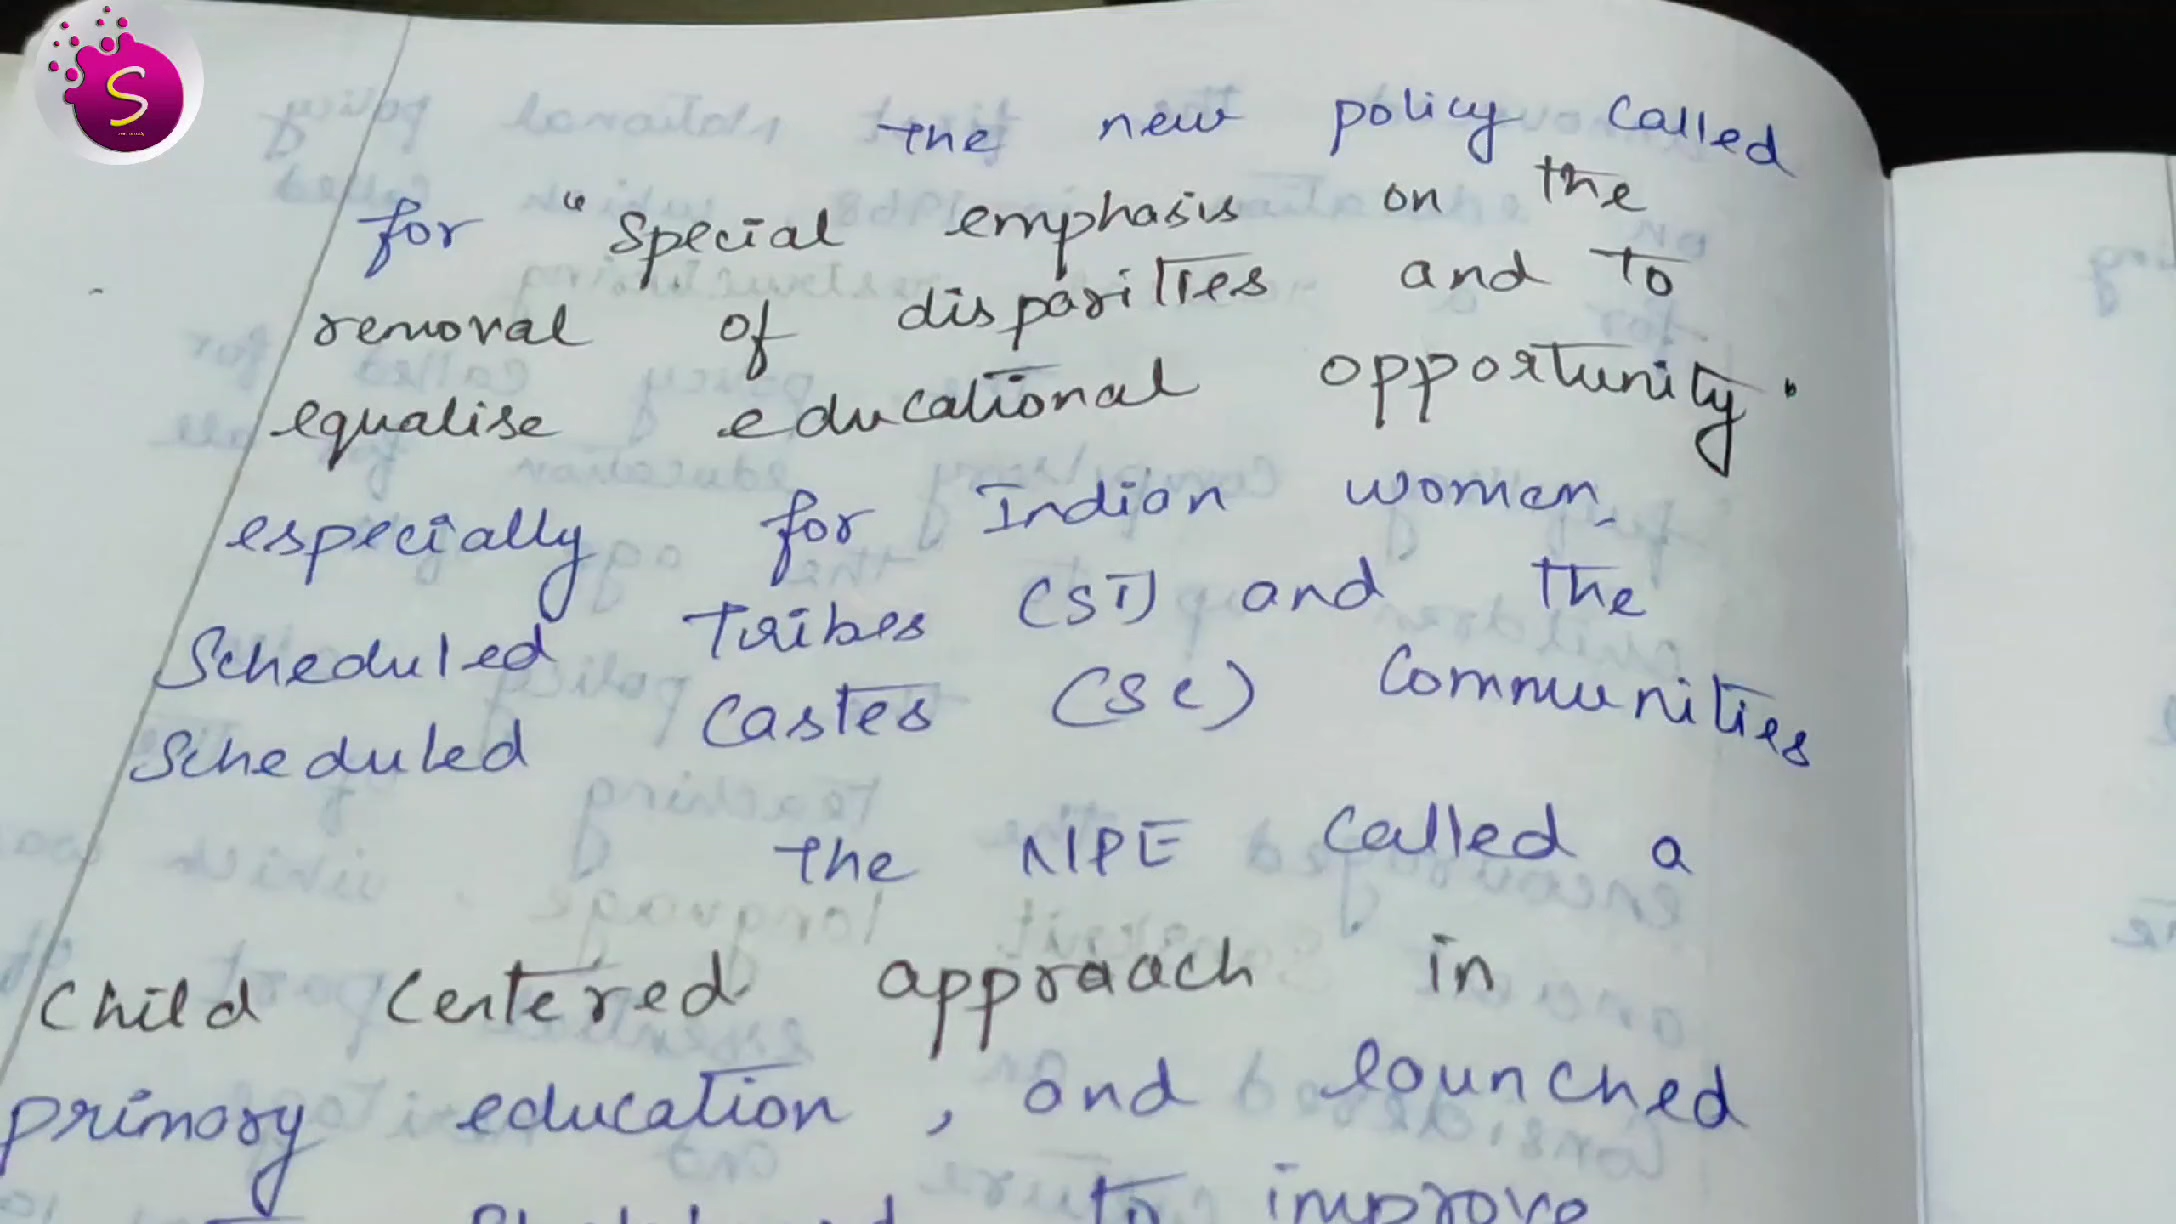 the new policy called
for "Special emphasis on the
removal of disparities and to
equalise educational opportunity"
especially for Indian women,
Scheduled Tribes (ST) and the
Scheduled Castes (SC) Communities
the NPE called a
Child Centered approach in
primary education, and launched
to improve
S